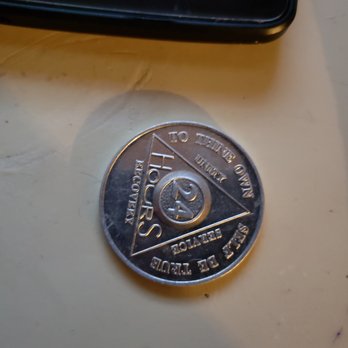 TO THINE OWN
SELF BE TRUE
UNITY
24
HOURS
SERVICE
RECOVERY